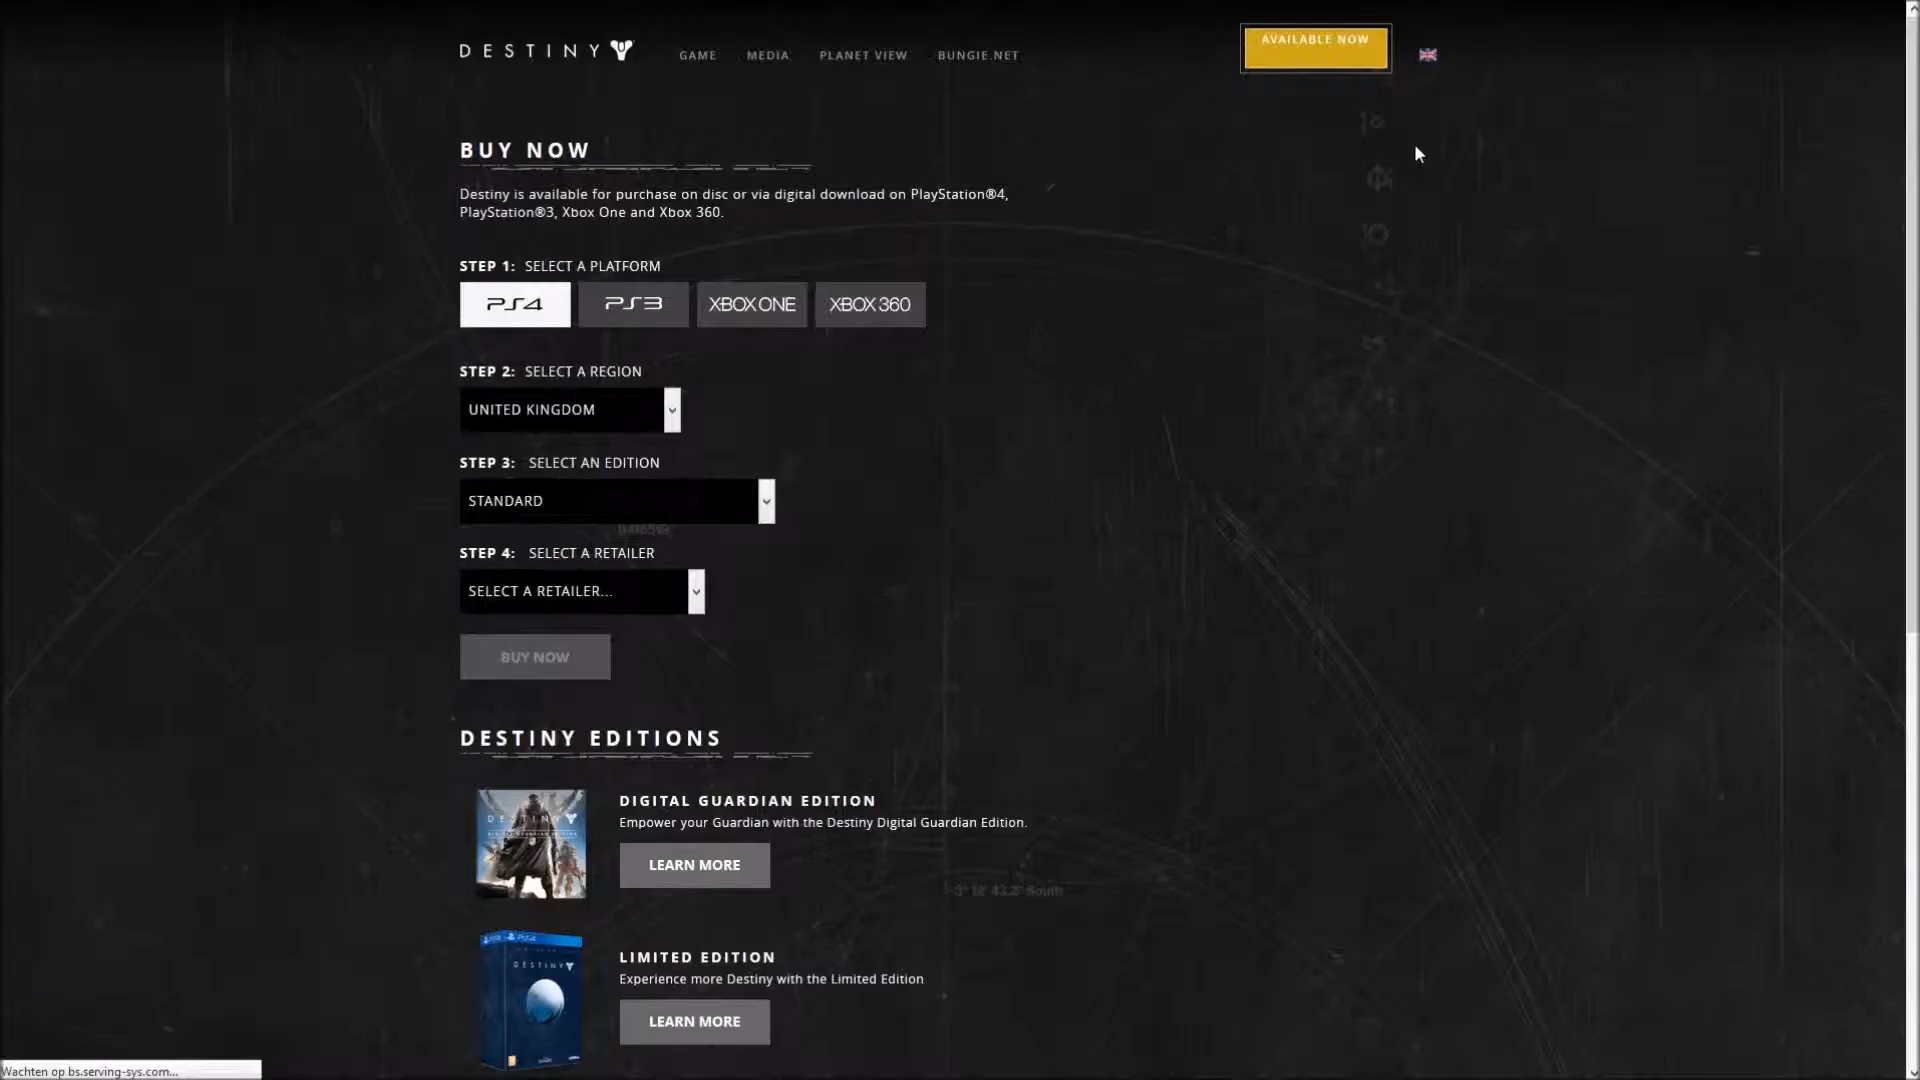 DESTINY
GAME
MEDIA
PLANET VIEW
BUNGIE.NET
AVAILABLE NOW
BUY NOW
Destiny is available for purchase on disc or via digital download on PlayStation®4,
PlayStation®3, Xbox One and Xbox 360.
STEP 1: SELECT A PLATFORM
PS4
PS3
XBOX ONE
XBOX 360
STEP 2: SELECT A REGION
UNITED KINGDOM
STEP 3: SELECT AN EDITION
STANDARD
STEP 4: SELECT A RETAILER
SELECT A RETAILER...
BUY NOW
DESTINY EDITIONS
DESTINY
DIGITAL GUARDIAN EDITION
Empower your Guardian with the Destiny Digital Guardian Edition.
LEARN MORE
PS4
DESTINY
LIMITED EDITION
Experience more Destiny with the Limited Edition
LEARN MORE
Wachten op bs.serving-sys.com...